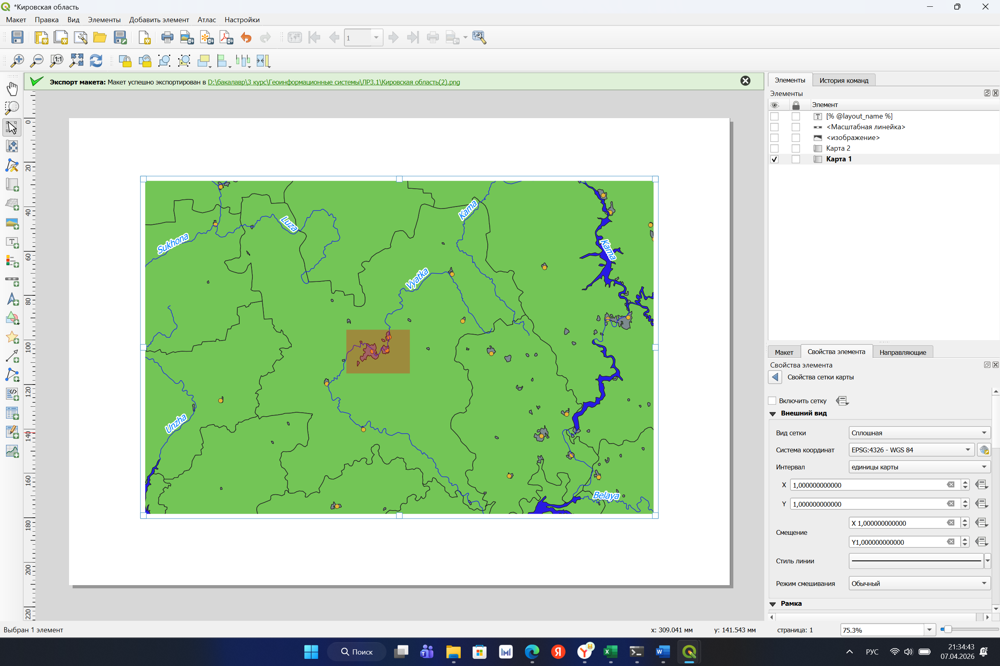 *Кировская область
Макет Правка Вид Элементы Добавить элемент Атлас Настройки
1
1:1
Экспорт макета: Макет успешно экспортирован в D:\бакалавр\3 курс\Геоинформационные системы\ЛР3.1\Кировская область(2).png
Элементы История команд
Элементы
Элемент
[% @layout_name %]
<Масштабная линейка>
<изображение>
Карта 2
Карта 1
0
20
40
60
80
100
120
140
160
180
200
220
Sukhona
Luza
Kama
Kama
Vyatka
Unzha
Belaya
Макет Свойства элемента Направляющие
Свойства элемента
Свойства сетки карты
Включить сетку
Внешний вид
Вид сетки Сплошная
Система координат EPSG:4326 - WGS 84
Интервал единицы карты
X 1,000000000000
Y 1,000000000000
Смещение
X 1,000000000000
Y1,000000000000
Стиль линии
Режим смешивания Обычный
Рамка
Выбран 1 элемент
x: 309.041 мм y: 141.543 мм страница: 1 75.3%
Поиск
РУС
21:34:43
07.04.2026